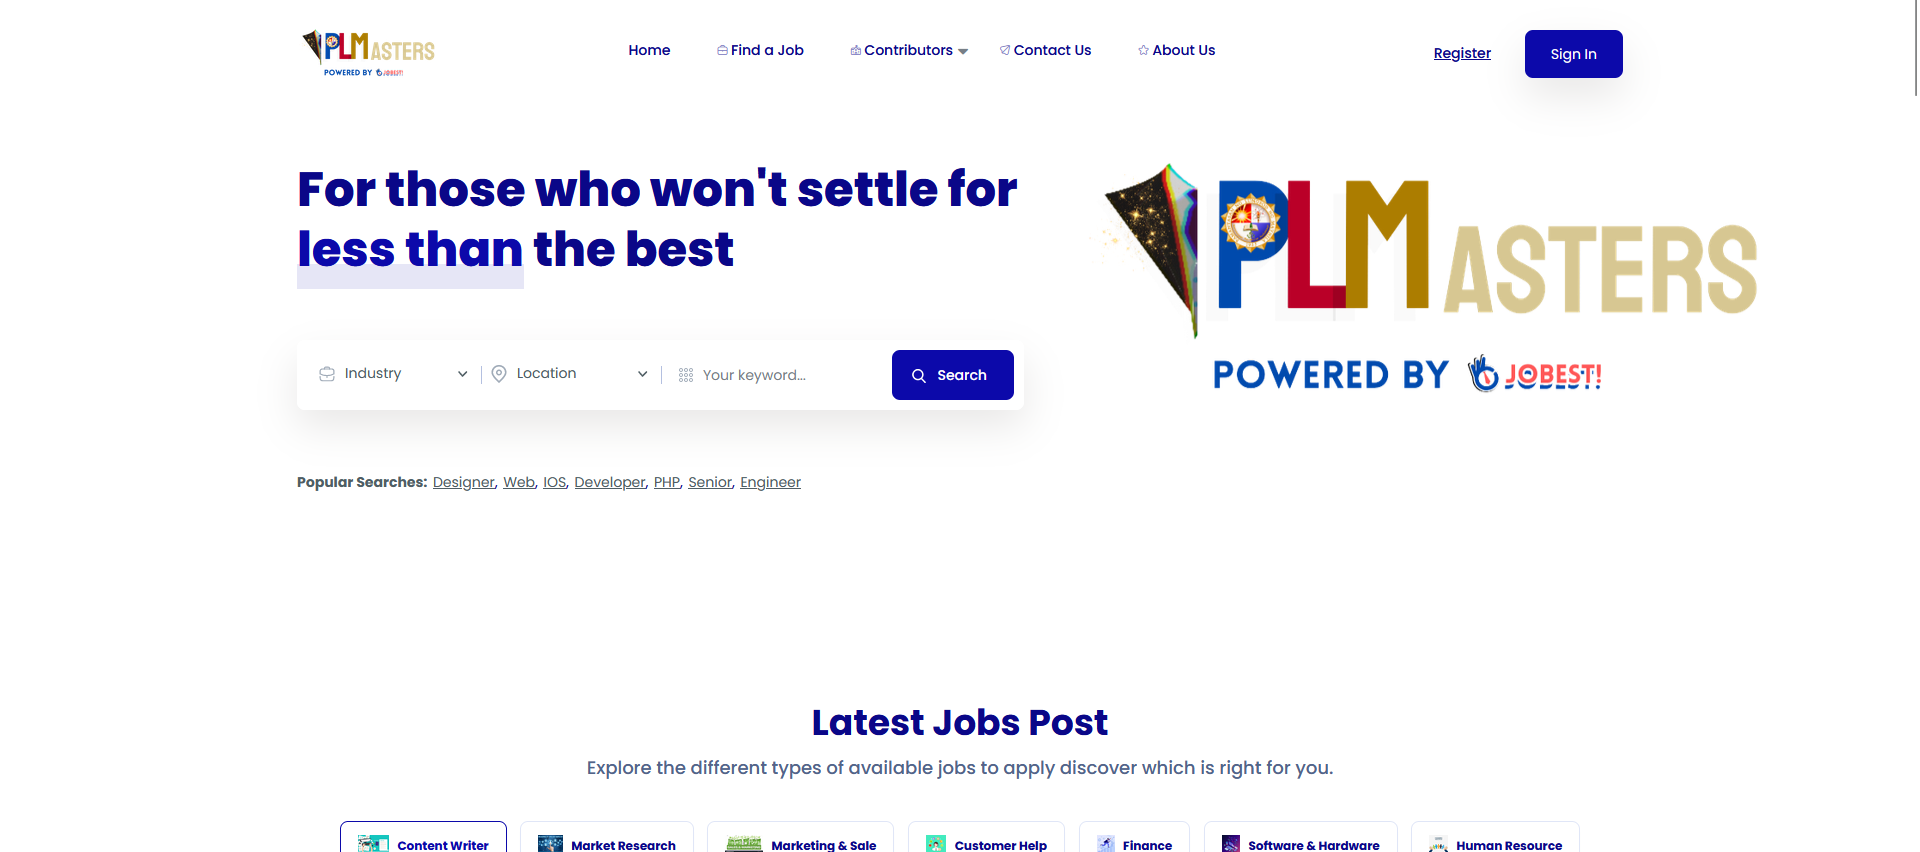 PLMASTERS
POWERED BY JOBEST!
Home
Find a Job
Contributors
Contact Us
About Us
Register
Sign In
For those who won't settle for
less than the best
PLMASTERS
POWERED BY JOBEST!
Industry
Location
Your keyword...
Search
Popular Searches: Designer, Web, IOS, Developer, PHP, Senior, Engineer
Latest Jobs Post
Explore the different types of available jobs to apply discover which is right for you.
Content Writer
Market Research
Marketing & Sale
Customer Help
Finance
Software & Hardware
Human Resource